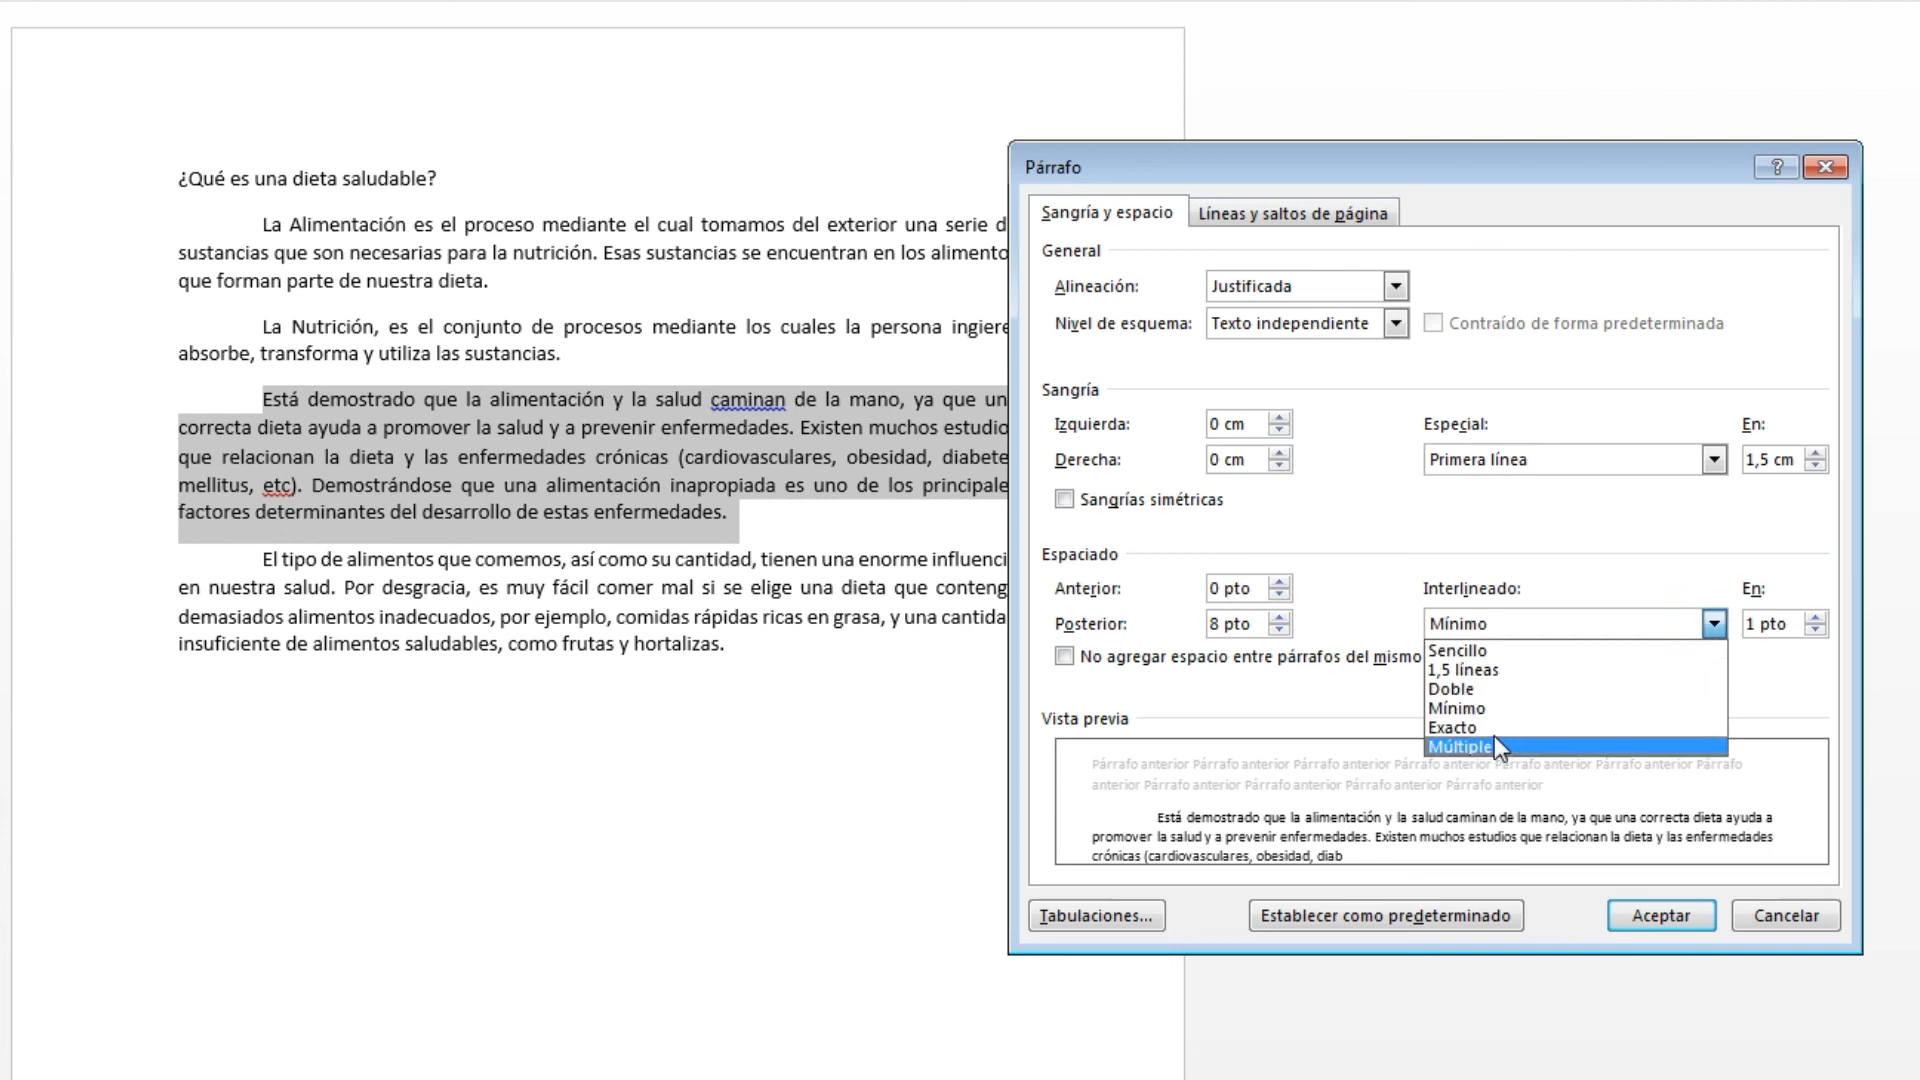 ¿Qué es una dieta saludable?
La Alimentación es el proceso mediante el cual tomamos del exterior una serie d
sustancias que son necesarias para la nutrición. Esas sustancias se encuentran en los alimento
que forman parte de nuestra dieta.
La Nutrición, es el conjunto de procesos mediante los cuales la persona ingiere
absorbe, transforma y utiliza las sustancias.
Está demostrado que la alimentación y la salud caminan de la mano, ya que un
correcta dieta ayuda a promover la salud y a prevenir enfermedades. Existen muchos estudio
que relacionan la dieta y las enfermedades crónicas (cardiovasculares, obesidad, diabete
mellitus, etc). Demostrándose que una alimentación inapropiada es uno de los principale
factores determinantes del desarrollo de estas enfermedades.
El tipo de alimentos que comemos, así como su cantidad, tienen una enorme influenci
en nuestra salud. Por desgracia, es muy fácil comer mal si se elige una dieta que conteng
demasiados alimentos inadecuados, por ejemplo, comidas rápidas ricas en grasa, y una cantida
insuficiente de alimentos saludables, como frutas y hortalizas.
Párrafo
Sangría y espacio Líneas y saltos de página
General
Alineación: Justificada
Nivel de esquema: Texto independiente Contraído de forma predeterminada
Sangría
Izquierda: 0 cm Especial: En:
Derecha: 0 cm Primera línea 1,5 cm
Sangrías simétricas
Espaciado
Anterior: 0 pto Interlineado: En:
Posterior: 8 pto Mínimo 1 pto
No agregar espacio entre párrafos del mismo
Sencillo
1,5 líneas
Doble
Mínimo
Exacto
Múltiple
Vista previa
Párrafo anterior Párrafo anterior Párrafo anterior Párrafo anterior Párrafo anterior Párrafo anterior Párrafo
anterior Párrafo anterior Párrafo anterior Párrafo anterior Párrafo anterior
Está demostrado que la alimentación y la salud caminan de la mano, ya que una correcta dieta ayuda a
promover la salud y a prevenir enfermedades. Existen muchos estudios que relacionan la dieta y las enfermedades
crónicas (cardiovasculares, obesidad, diab
Tabulaciones... Establecer como predeterminado Aceptar Cancelar